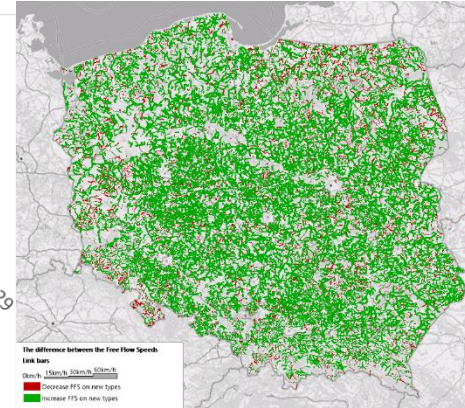 29
The difference between the Free Flow Speeds
Link bars
0km/h 15km/h 30km/h 60km/h
Decrease FFS on new types
Increase FFS on new types